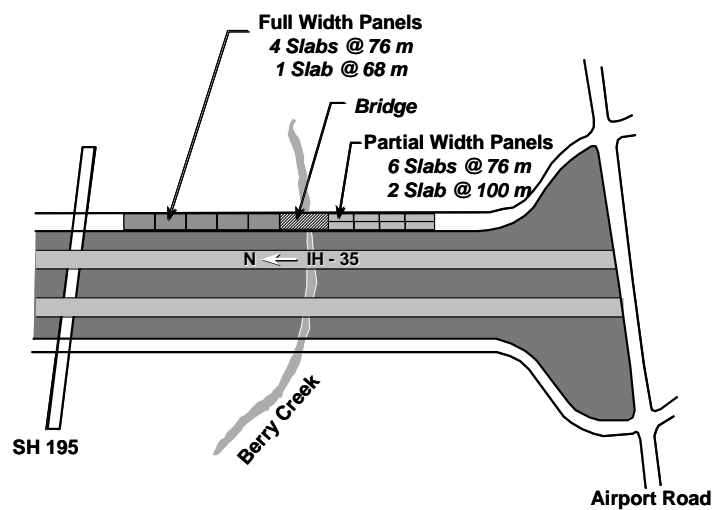 Full Width Panels
4 Slabs @ 76 m
1 Slab @ 68 m
Bridge
Partial Width Panels
6 Slabs @ 76 m
2 Slab @ 100 m
N IH - 35
Berry Creek
SH 195
Airport Road